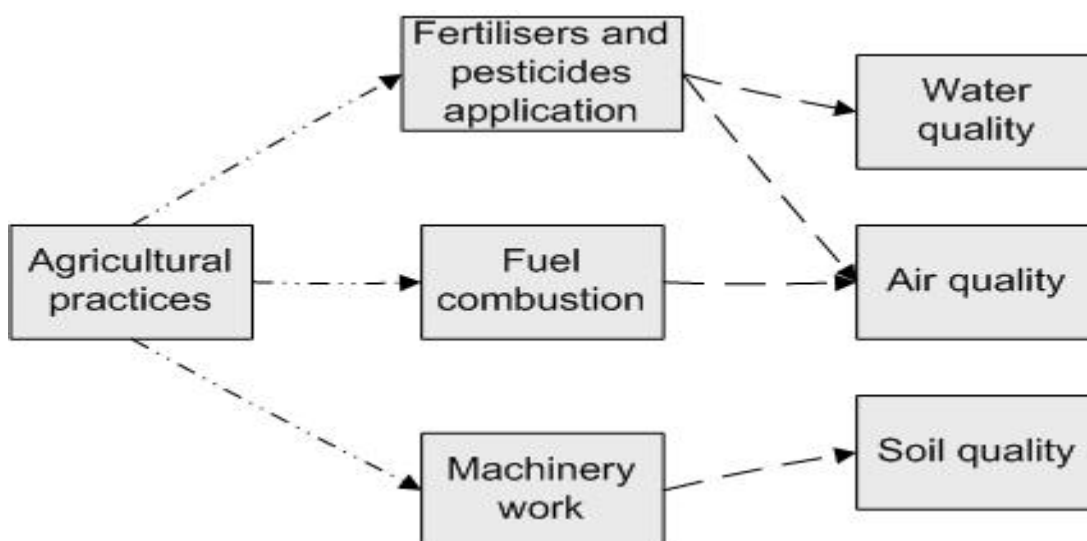 Fertilisers and
pesticides
application
Water
quality
Agricultural
practices
Fuel
combustion
Air quality
Machinery
work
Soil quality